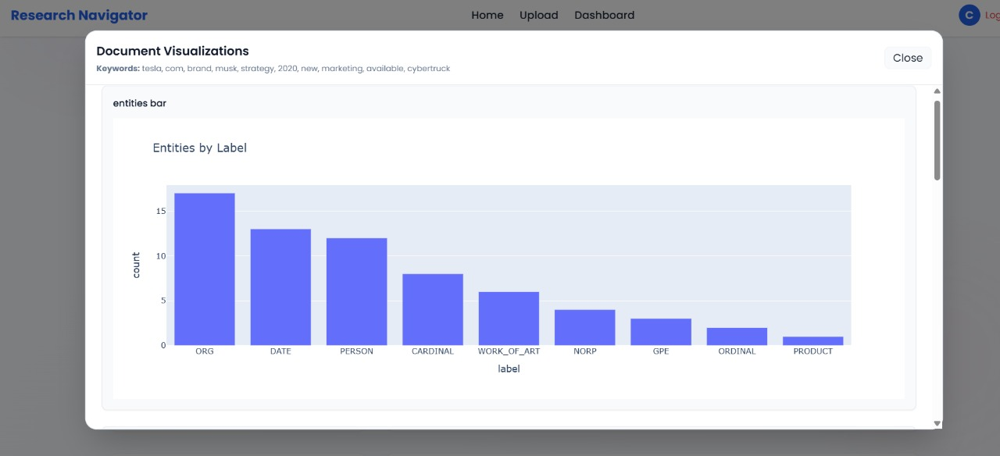 Research Navigator
Home Upload Dashboard
C
Document Visualizations
Close
Keywords: tesla, com, brand, musk, strategy, 2020, new, marketing, available, cybertruck
entities bar
Entities by Label
15
10
5
0
count
ORG DATE PERSON CARDINAL WORK_OF_ART NORP GPE ORDINAL PRODUCT
label